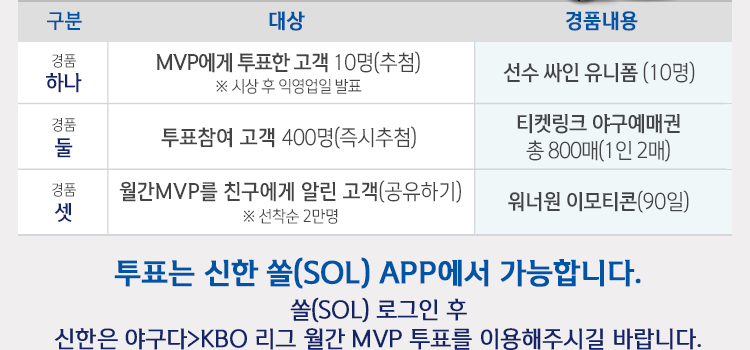 구분 대상 경품내용
경품 하나
MVP에게 투표한 고객 10명(추첨)
※ 시상 후 익영업일 발표
선수 싸인 유니폼 (10명)
경품 둘
투표참여 고객 400명(즉시추첨)
티켓링크 야구예매권
총 800매(1인 2매)
경품 셋
월간MVP를 친구에게 알린 고객(공유하기)
※ 선착순 2만명
워너원 이모티콘(90일)
투표는 신한 쏠(SOL) APP에서 가능합니다.
쏠(SOL) 로그인 후
신한은 야구다>KBO 리그 월간 MVP 투표를 이용해주시길 바랍니다.